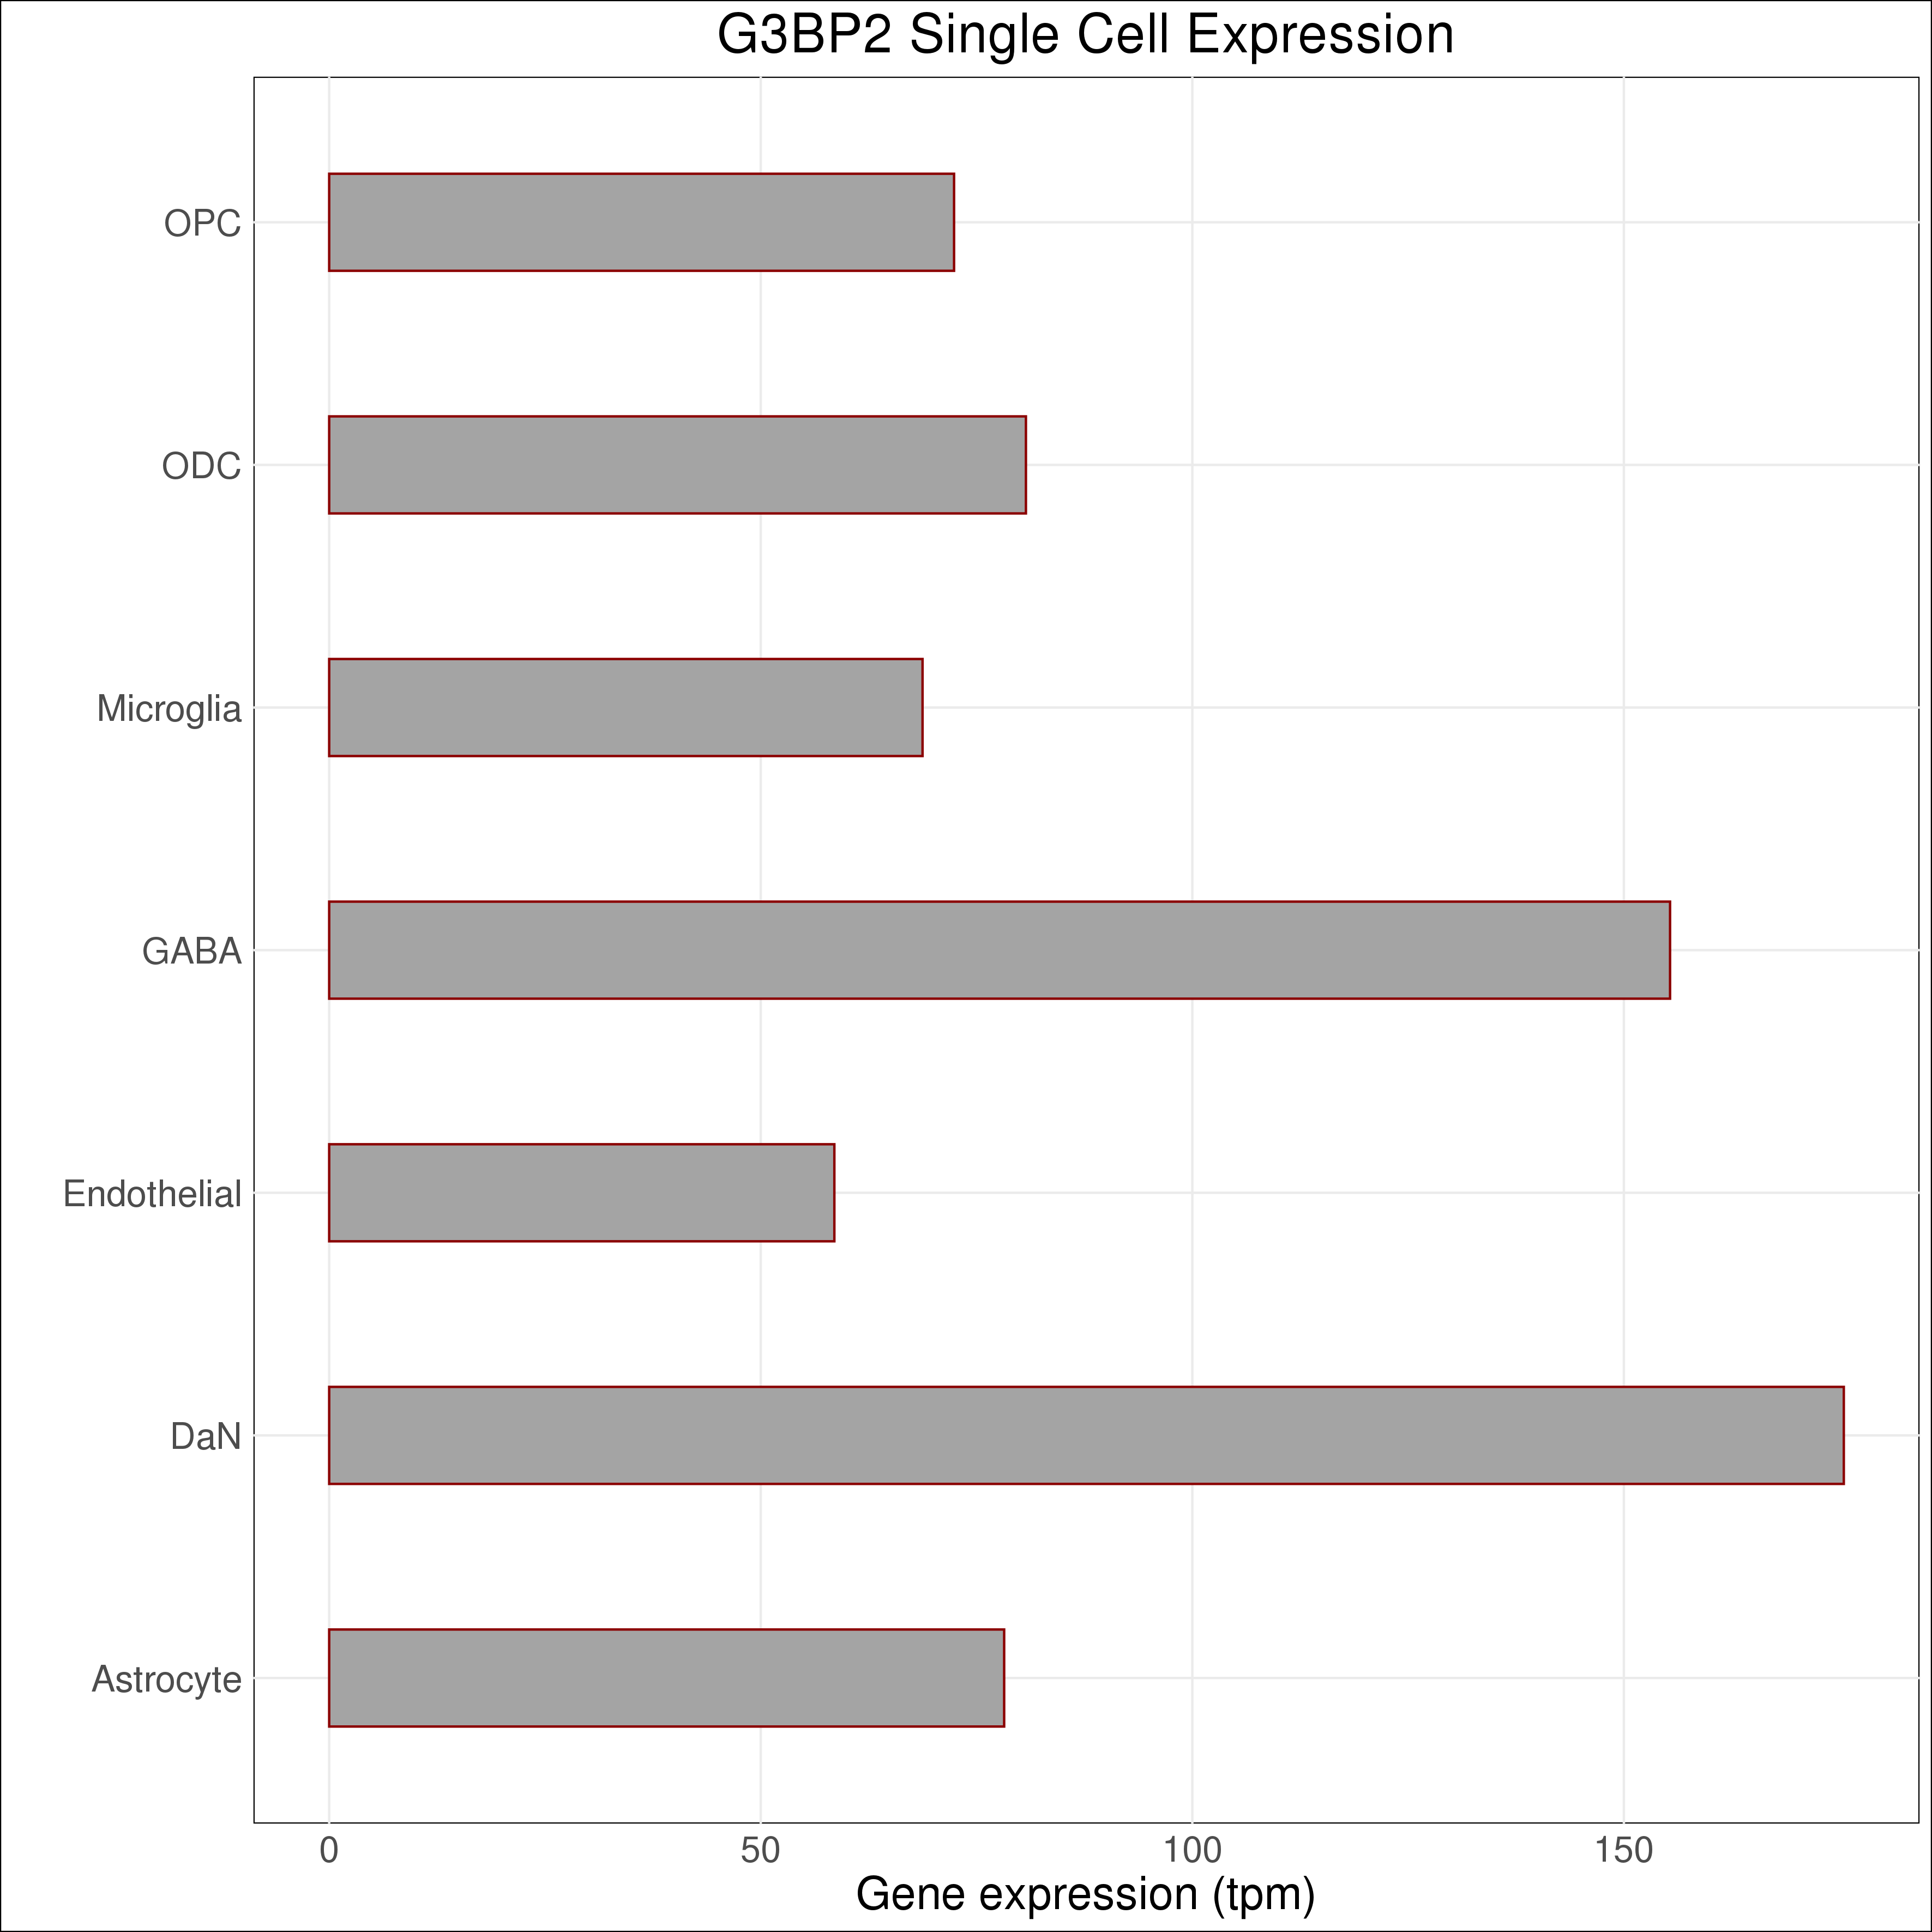 G3BP2 Single Cell Expression
OPC
ODC
Microglia
GABA
Endothelial
DaN
Astrocyte
0 50 100 150
Gene expression (tpm)